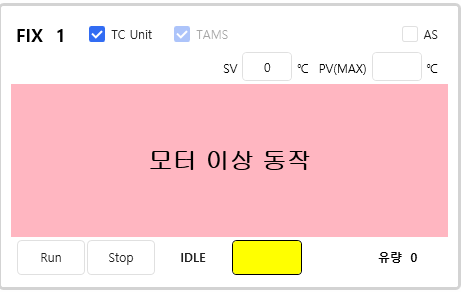 FIX 1 TC Unit TAMS AS
SV 0 ℃ PV(MAX) ℃
모터 이상 동작
Run Stop IDLE 유량 0